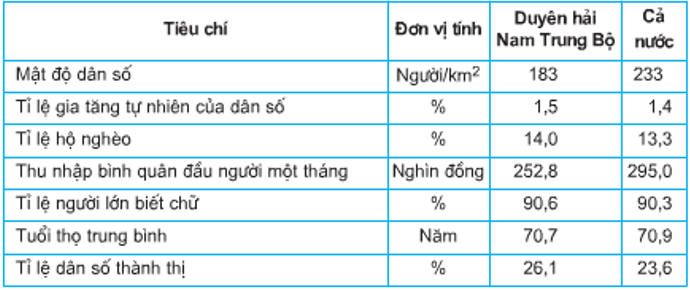 Tiêu chí Đơn vị tính Duyên hải Nam Trung Bộ Cả nước
Mật độ dân số Người/km² 183 233
Tỉ lệ gia tăng tự nhiên của dân số % 1,5 1,4
Tỉ lệ hộ nghèo % 14,0 13,3
Thu nhập bình quân đầu người một tháng Nghìn đồng 252,8 295,0
Tỉ lệ người lớn biết chữ % 90,6 90,3
Tuổi thọ trung bình Năm 70,7 70,9
Tỉ lệ dân số thành thị % 26,1 23,6